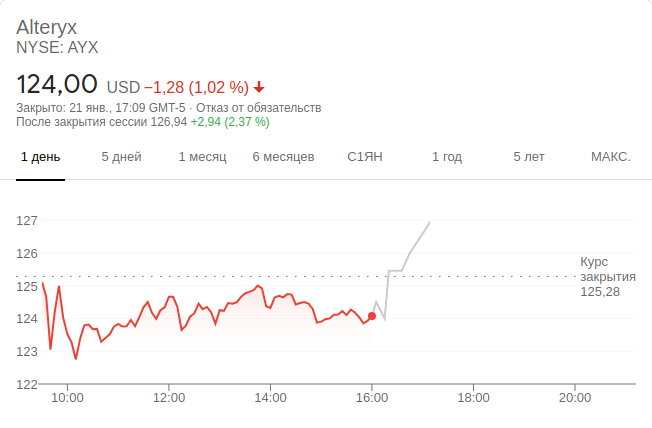 Alteryx
NYSE: AYX
124,00 USD −1,28 (1,02 %)
Закрыто: 21 янв., 17:09 GMT-5 · Отказ от обязательств
После закрытия сессии 126,94 +2,94 (2,37 %)
1 день 5 дней 1 месяц 6 месяцев С1ЯН 1 год 5 лет МАКС.
127
126
125
124
123
122
Курс
закрытия
125,28
10:00 12:00 14:00 16:00 18:00 20:00